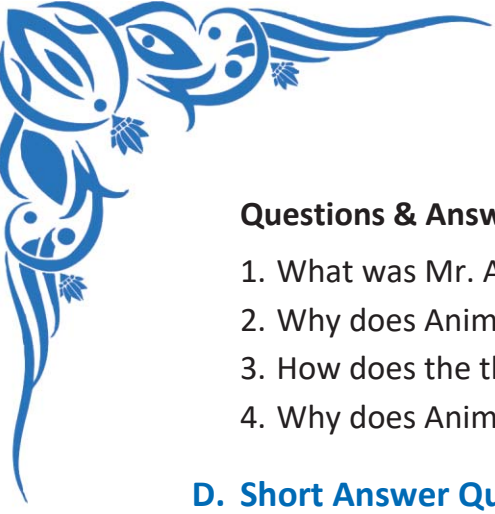 Questions & Answ
1. What was Mr. A
2. Why does Anim
3. How does the th
4. Why does Anim
D. Short Answer Qu